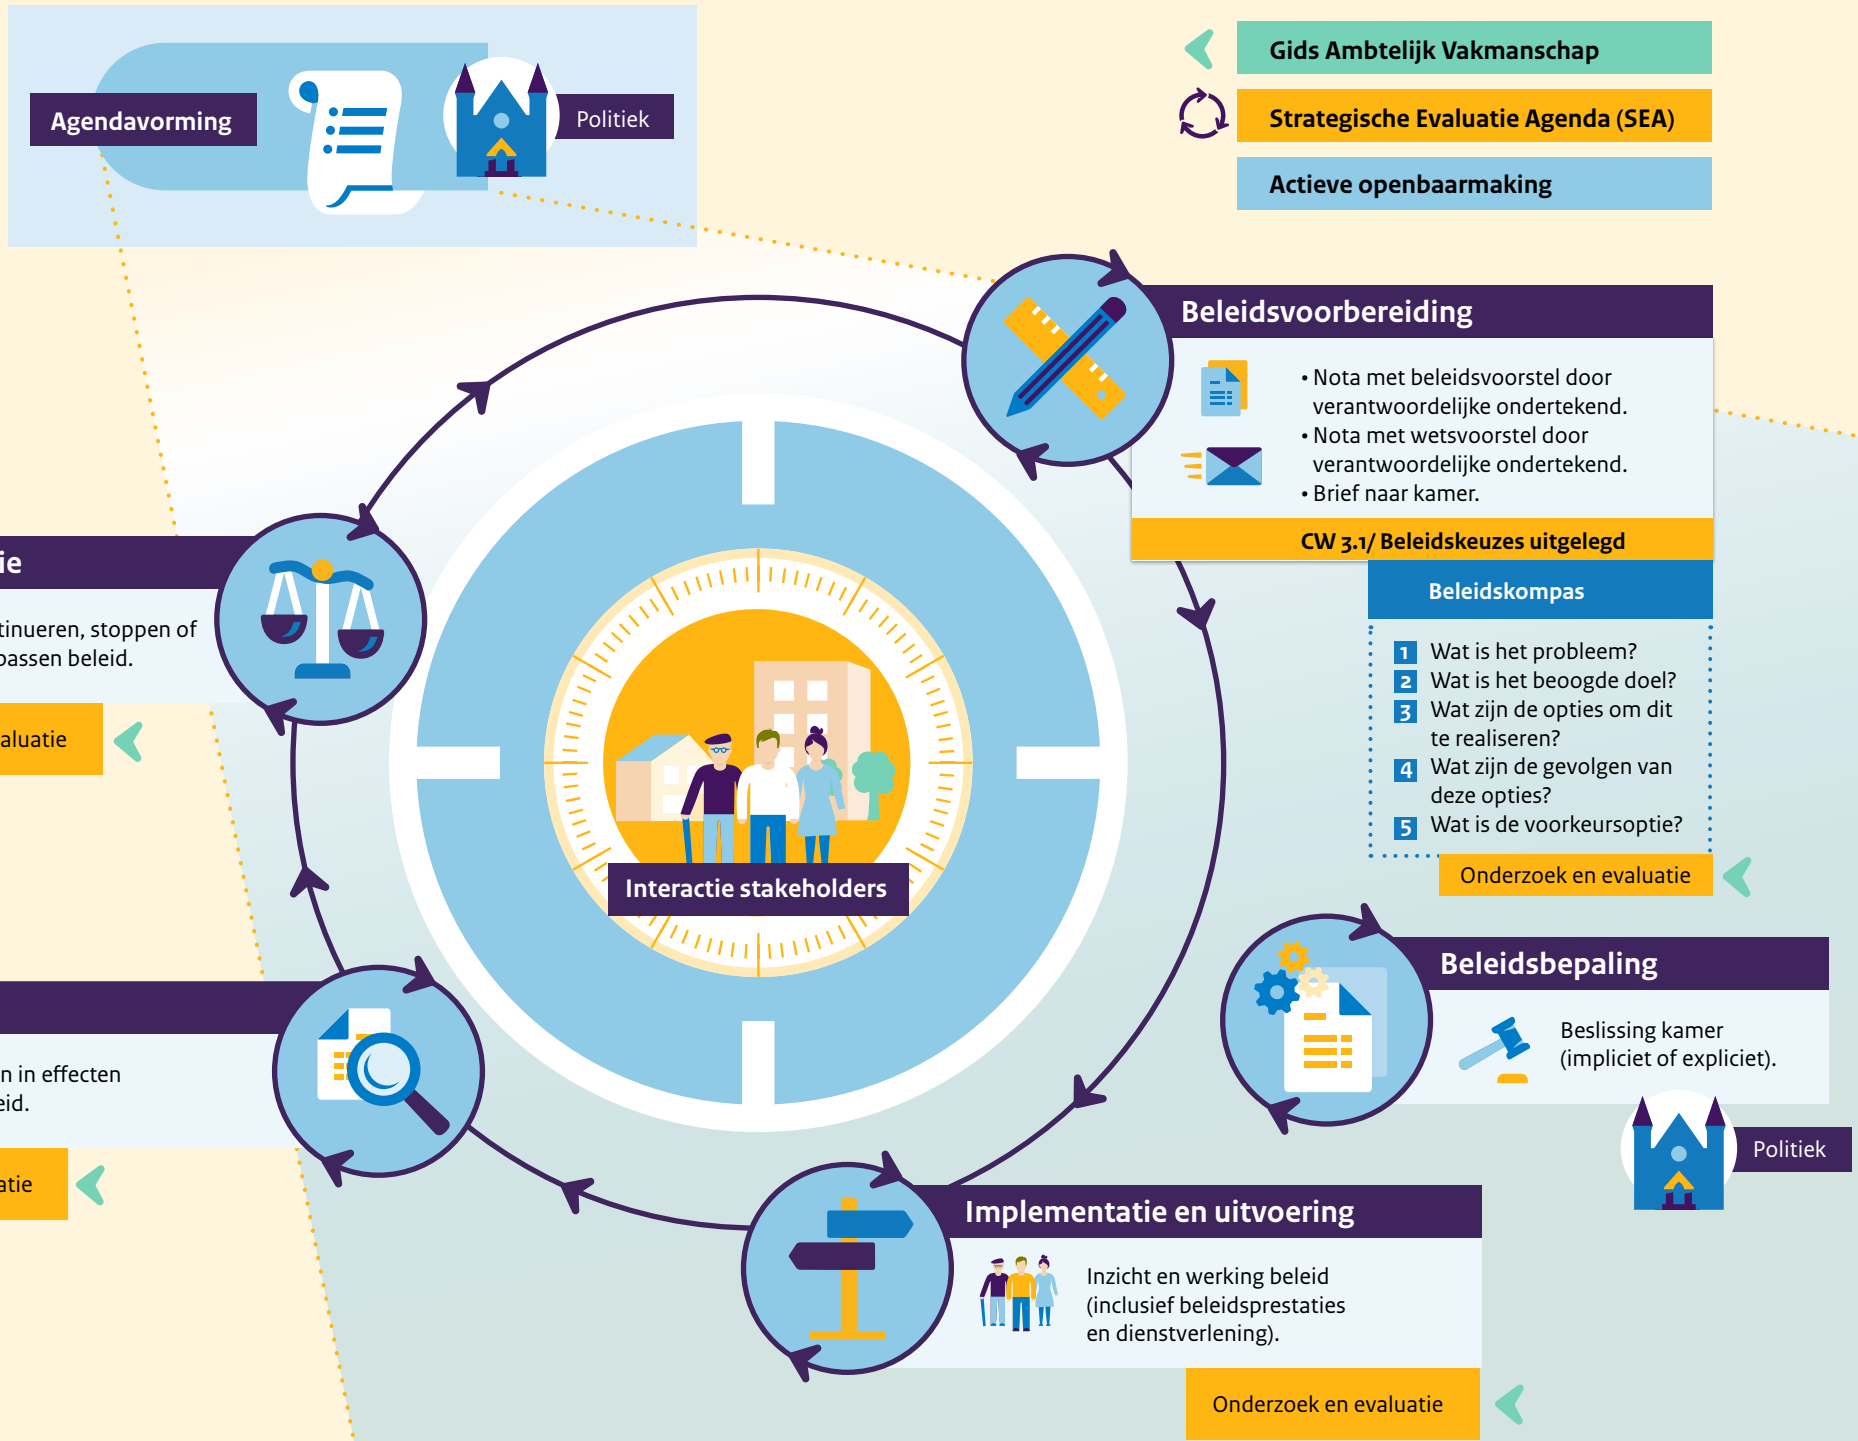 Agendavorming
Politiek
Gids Ambtelijk Vakmanschap
Strategische Evaluatie Agenda (SEA)
Actieve openbaarmaking
Beleidsvoorbereiding
• Nota met beleidsvoorstel door
verantwoordelijke ondertekend.
• Nota met wetsvoorstel door
verantwoordelijke ondertekend.
• Brief naar kamer.
CW 3.1/ Beleidskeuzes uitgelegd
Beleidskompas
1 Wat is het probleem?
2 Wat is het beoogde doel?
3 Wat zijn de opties om dit
te realiseren?
4 Wat zijn de gevolgen van
deze opties?
5 Wat is de voorkeursoptie?
Onderzoek en evaluatie
Beleidsbepaling
Beslissing kamer
(impliciet of expliciet).
Politiek
Implementatie en uitvoering
Inzicht en werking beleid
(inclusief beleidsprestaties
en dienstverlening).
Onderzoek en evaluatie
n in effecten
eid.
atie
ie
tinueren, stoppen of
passen beleid.
aluatie
Interactie stakeholders